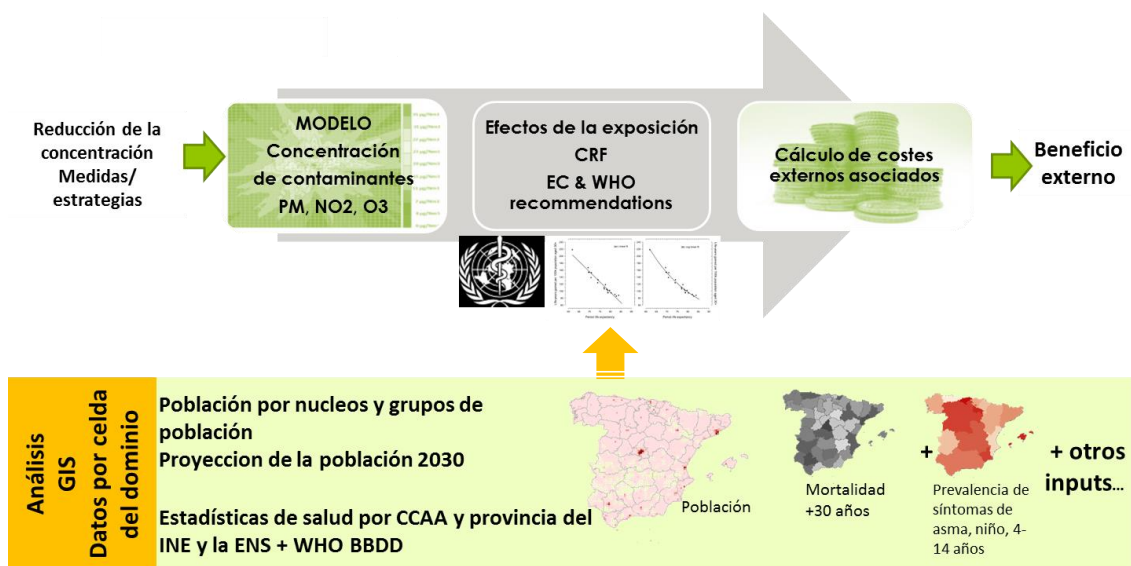 Reducción de la
concentración
Medidas/
estrategias
MODELO
Concentración
de contaminantes
PM, NO2, O3
Efectos de la exposición
CRF
EC & WHO
recommendations
Cálculo de costes
externos asociados
Beneficio
externo
Análisis
GIS
Datos por celda
del dominio
Población por nucleos y grupos de
población
Proyeccion de la población 2030
Estadísticas de salud por CCAA y provincia del
INE y la ENS + WHO BBDD
Población
Mortalidad
+30 años
+
Prevalencia de
síntomas de
asma, niño, 4-
14 años
+ otros
inputs...